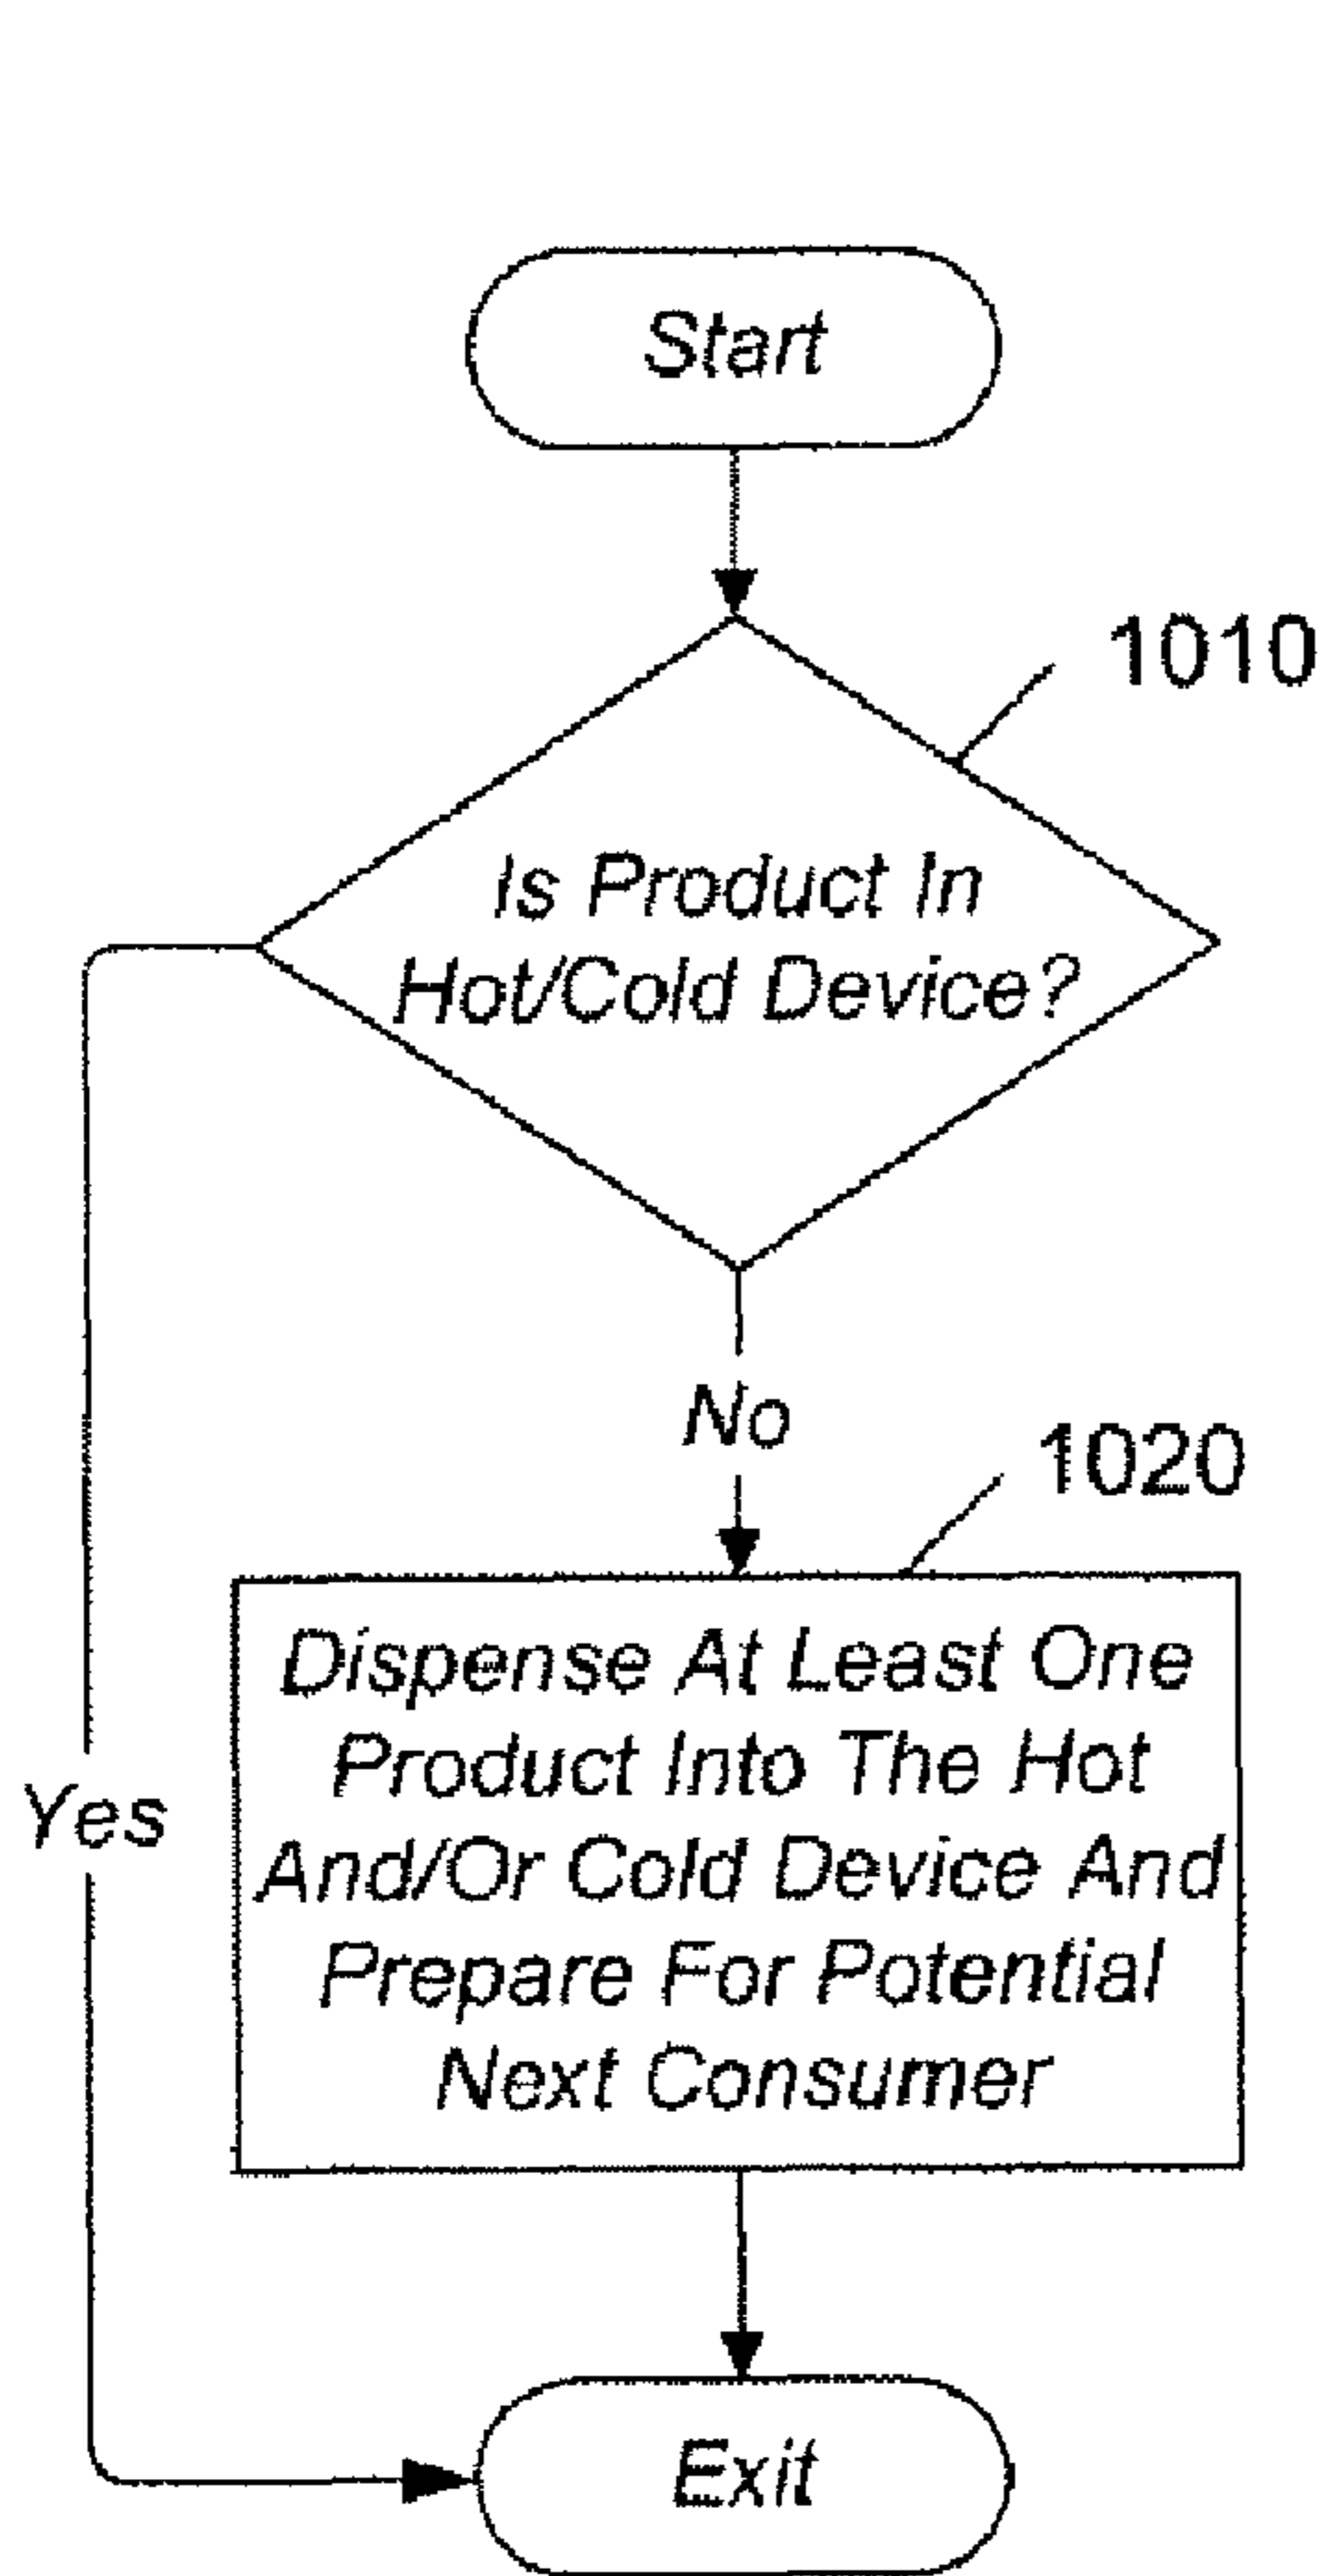 Start
1010
Is Product In
Hot/Cold Device?
No
1020
Dispense At Least One
Product Into The Hot
And/Or Cold Device And
Prepare For Potential
Next Consumer
Yes
Exit